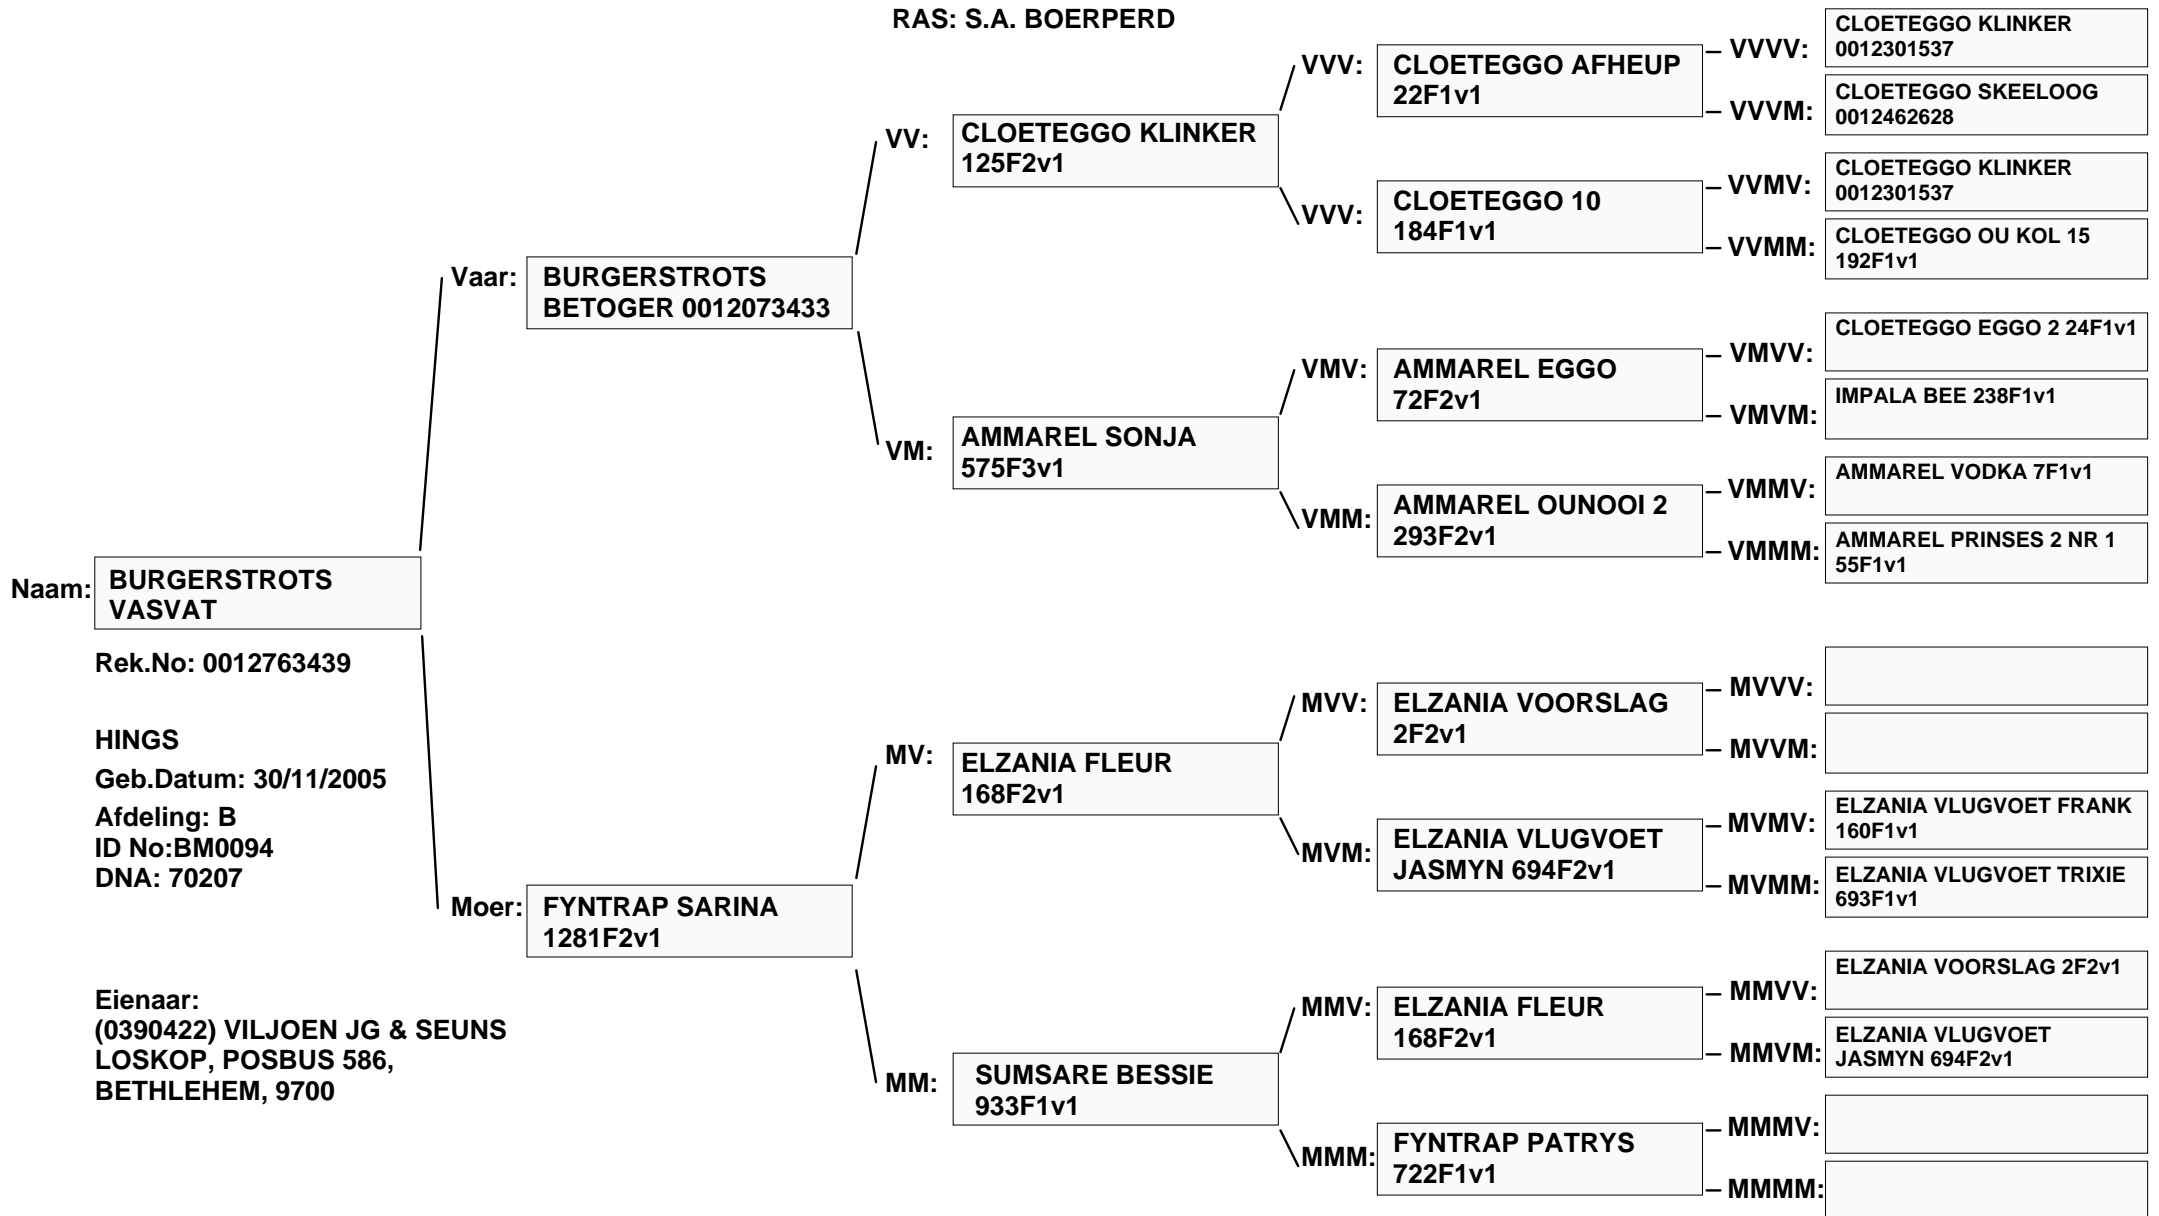 RAS: S.A. BOERPERD
Naam:
BURGERSTROTS
VASVAT
Rek.No: 0012763439
HINGS
Geb.Datum: 30/11/2005
Afdeling: B
ID No:BM0094
DNA: 70207
Eienaar:
(0390422) VILJOEN JG & SEUNS
LOSKOP, POSBUS 586,
BETHLEHEM, 9700
Vaar:
BURGERSTROTS
BETOGER 0012073433
Moer:
FYNTRAP SARINA
1281F2v1
VV:
CLOETEGGO KLINKER
125F2v1
VM:
AMMAREL SONJA
575F3v1
MV:
ELZANIA FLEUR
168F2v1
MM:
SUMSARE BESSIE
933F1v1
VVV:
CLOETEGGO AFHEUP
22F1v1
VVV:
CLOETEGGO 10
184F1v1
VMV:
AMMAREL EGGO
72F2v1
VMM:
AMMAREL OUNOOI 2
293F2v1
MVV:
ELZANIA VOORSLAG
2F2v1
MVM:
ELZANIA VLUGVOET
JASMYN 694F2v1
MMV:
ELZANIA FLEUR
168F2v1
MMM:
FYNTRAP PATRYS
722F1v1
VVVV:
CLOETEGGO KLINKER
0012301537
VVVM:
CLOETEGGO SKEELOOG
0012462628
VVMV:
CLOETEGGO KLINKER
0012301537
VVMM:
CLOETEGGO OU KOL 15
192F1v1
VMVV:
CLOETEGGO EGGO 2 24F1v1
VMVM:
IMPALA BEE 238F1v1
VMMV:
AMMAREL VODKA 7F1v1
VMMM:
AMMAREL PRINSES 2 NR 1
55F1v1
MVVV:
MVVM:
MVMV:
ELZANIA VLUGVOET FRANK
160F1v1
MVMM:
ELZANIA VLUGVOET TRIXIE
693F1v1
MMVV:
ELZANIA VOORSLAG 2F2v1
MMVM:
ELZANIA VLUGVOET
JASMYN 694F2v1
MMMV:
MMMM: